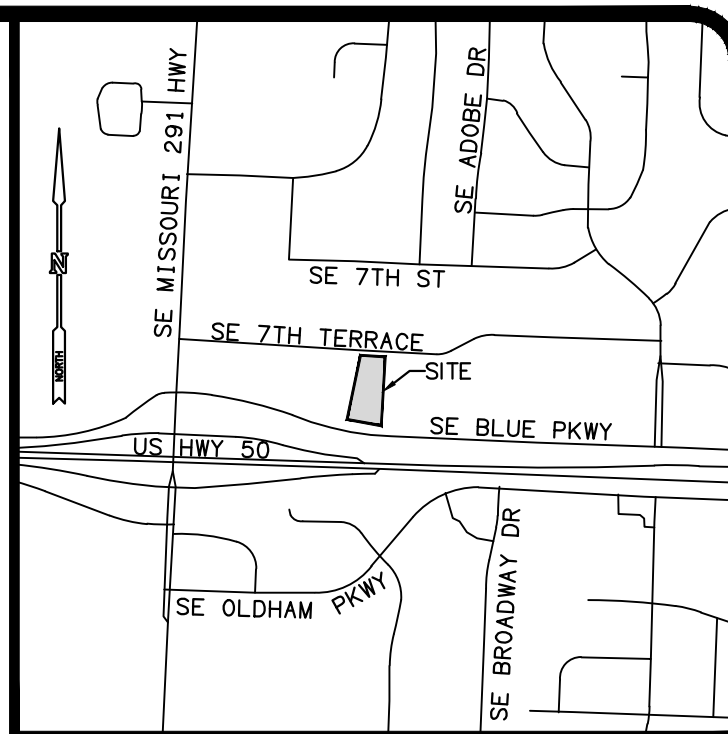 SE MISSOURI 291 HWY
SE ADOBE DR
N
NORTH
SE 7TH ST
SE 7TH TERRACE
SITE
SE BLUE PKWY
US HWY 50
SE OLDHAM PKWY
SE BROADWAY DR